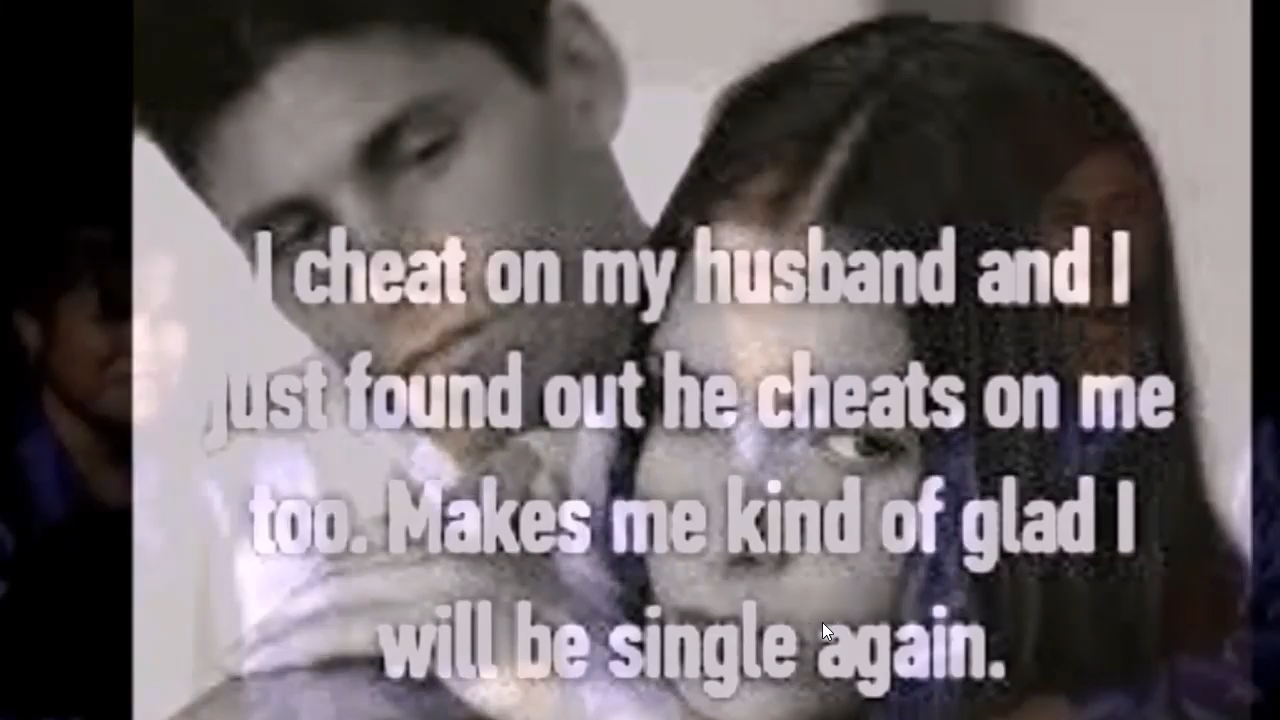 I cheat on my husband and I
just found out he cheats on me
too. Makes me kind of glad I
will be single again.